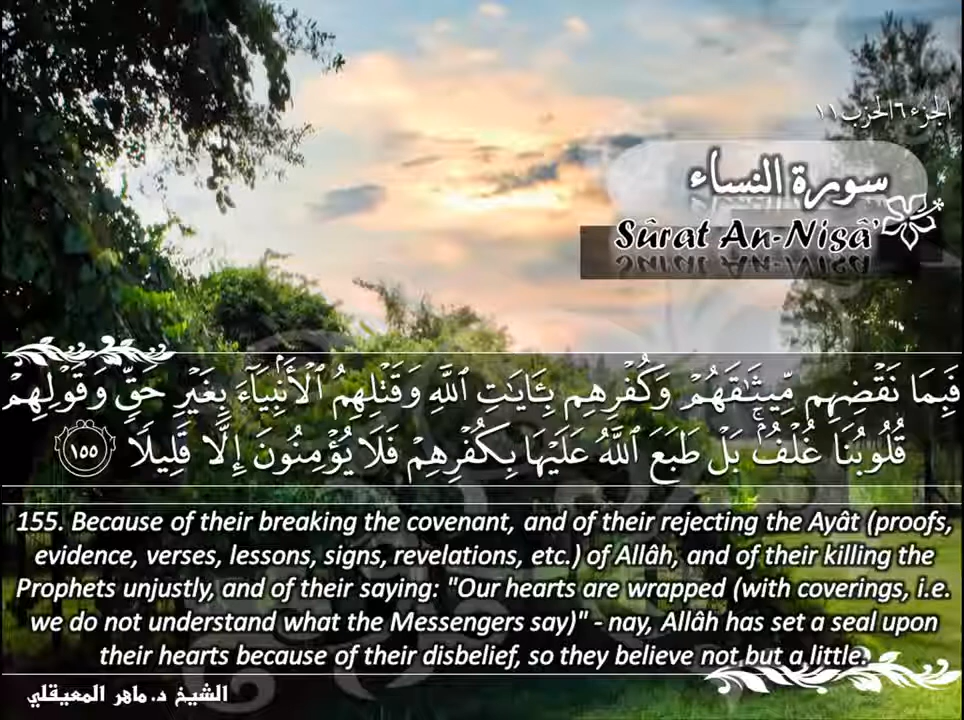 الجزء ٦ الحزب ١١
سورة النساء
Sûrat An-Nisâ'
فَبِمَا نَقْضِهِم مِّيثَٰقَهُمْ وَكُفْرِهِم بِـَٔايَٰتِ ٱللَّهِ وَقَتْلِهِمُ ٱلْأَنۢبِيَآءَ بِغَيْرِ حَقٍّ وَقَوْلِهِمْ
قُلُوبُنَا غُلْفٌۢ ۚ بَلْ طَبَعَ ٱللَّهُ عَلَيْهَا بِكُفْرِهِمْ فَلَا يُؤْمِنُونَ إِلَّا قَلِيلًا ١٥٥
155. Because of their breaking the covenant, and of their rejecting the Ayât (proofs,
evidence, verses, lessons, signs, revelations, etc.) of Allâh, and of their killing the
Prophets unjustly, and of their saying: "Our hearts are wrapped (with coverings, i.e.
we do not understand what the Messengers say)" - nay, Allâh has set a seal upon
their hearts because of their disbelief, so they believe not but a little.
الشيخ د. ماهر المعيقلي